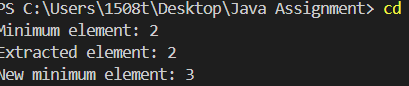 PS C:\Users\1508t\Desktop\Java Assignment> cd
Minimum element: 2
Extracted element: 2
New minimum element: 3